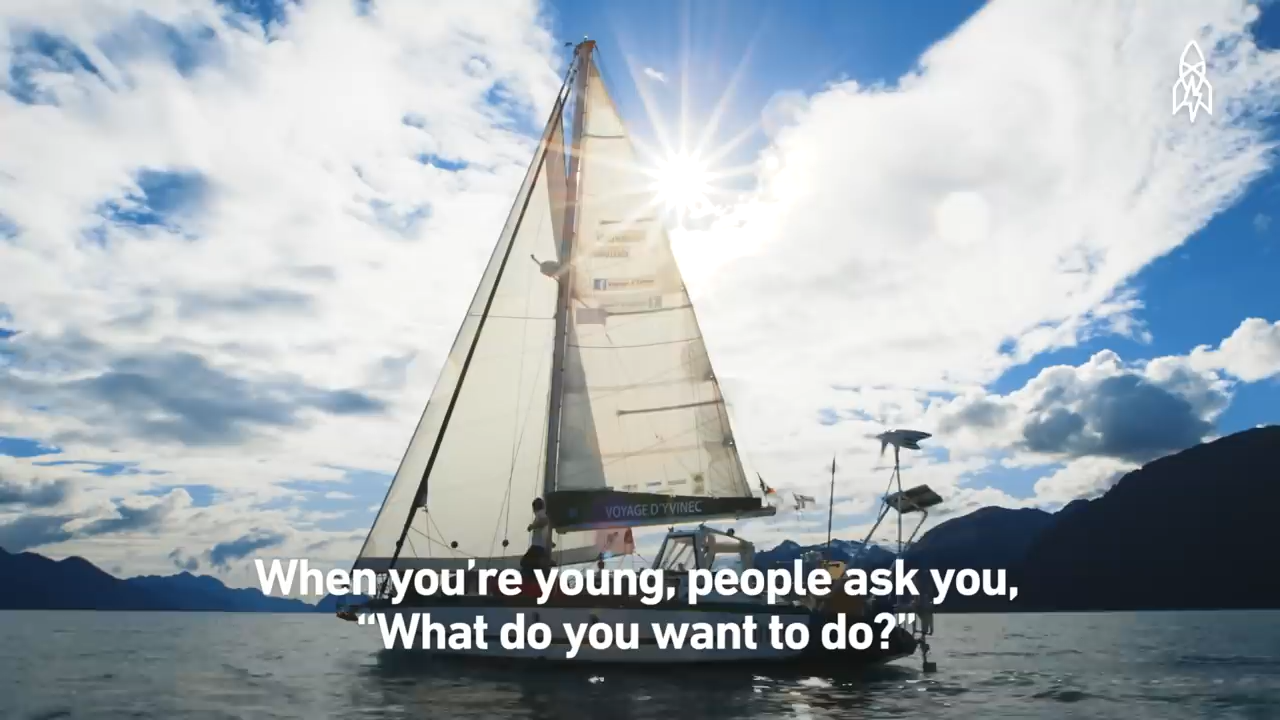 VOYAGE D'YVINEC
When you're young, people ask you,
“What do you want to do?”